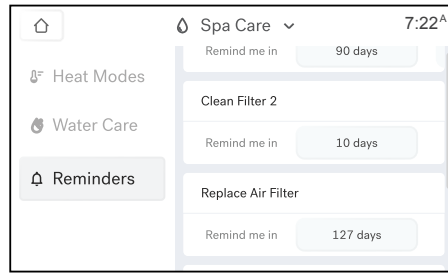 Spa Care
7:22 A
Remind me in 90 days
Heat Modes
Clean Filter 2
Water Care
Remind me in 10 days
Reminders
Replace Air Filter
Remind me in 127 days